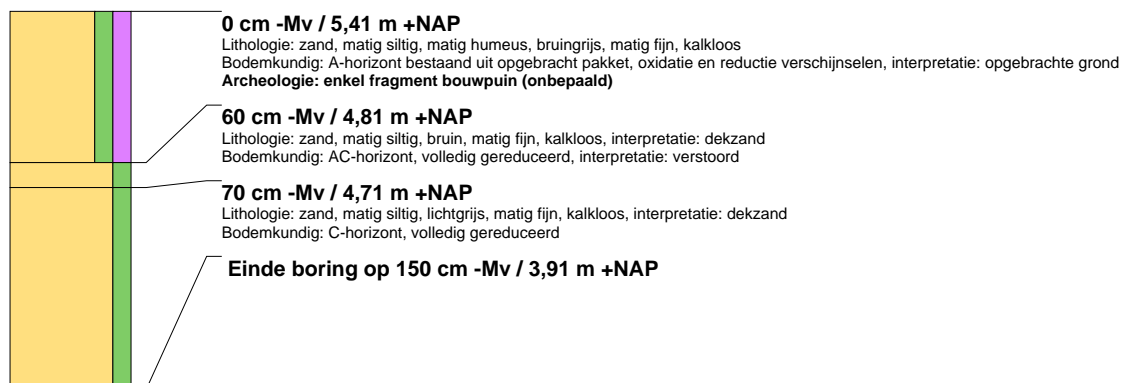 0 cm -Mv / 5,41 m +NAP
Lithologie: zand, matig siltig, matig humeus, bruingrijs, matig fijn, kalkloos
Bodemkundig: A-horizont bestaand uit opgebracht pakket, oxidatie en reductie verschijnselen, interpretatie: opgebrachte grond
Archeologie: enkel fragment bouwpuin (onbepaald)
60 cm -Mv / 4,81 m +NAP
Lithologie: zand, matig siltig, bruin, matig fijn, kalkloos, interpretatie: dekzand
Bodemkundig: AC-horizont, volledig gereduceerd, interpretatie: verstoord
70 cm -Mv / 4,71 m +NAP
Lithologie: zand, matig siltig, lichtgrijs, matig fijn, kalkloos, interpretatie: dekzand
Bodemkundig: C-horizont, volledig gereduceerd
Einde boring op 150 cm -Mv / 3,91 m +NAP